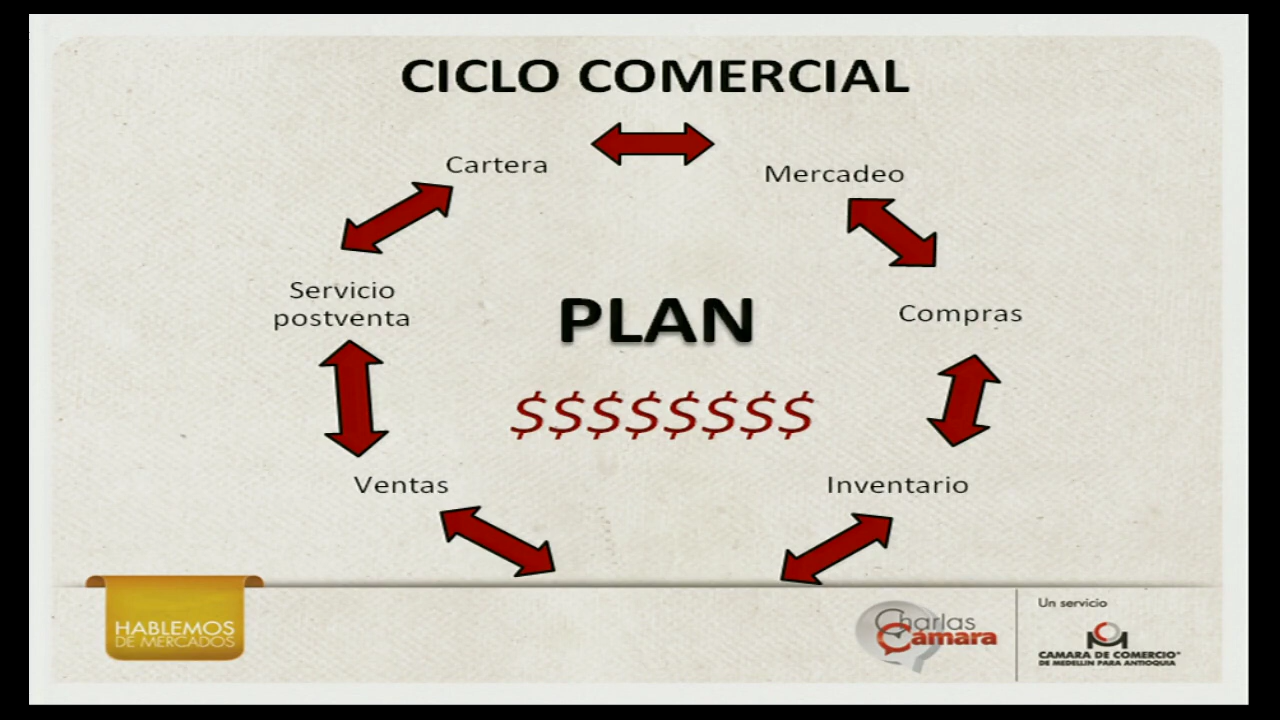 CICLO COMERCIAL
Cartera
Mercadeo
Servicio
postventa
PLAN
Compras
$$$$$$$$
Ventas
Inventario
HABLEMOS
DE MERCADOS
Charlas
Cámara
Un servicio
CAMARA DE COMERCIO®
DE MEDELLIN PARA ANTIOQUIA